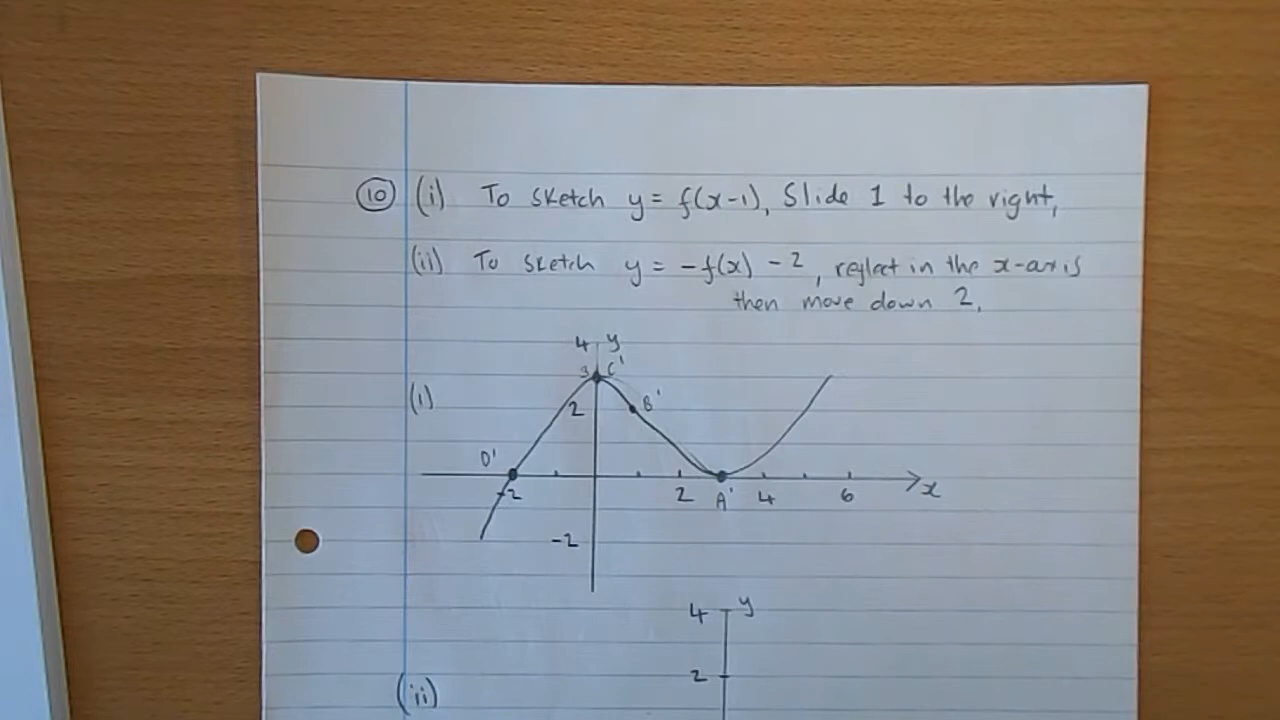 10 (i) To sketch y = f(x-1), Slide 1 to the right,
(ii) To sketch y = -f(x) - 2, reflect in the x-axis
then move down 2.
4 y
3 C'
(i) 2 B'
D'
-2 2 A' 4 6 x
-2
4 y
2
(ii)